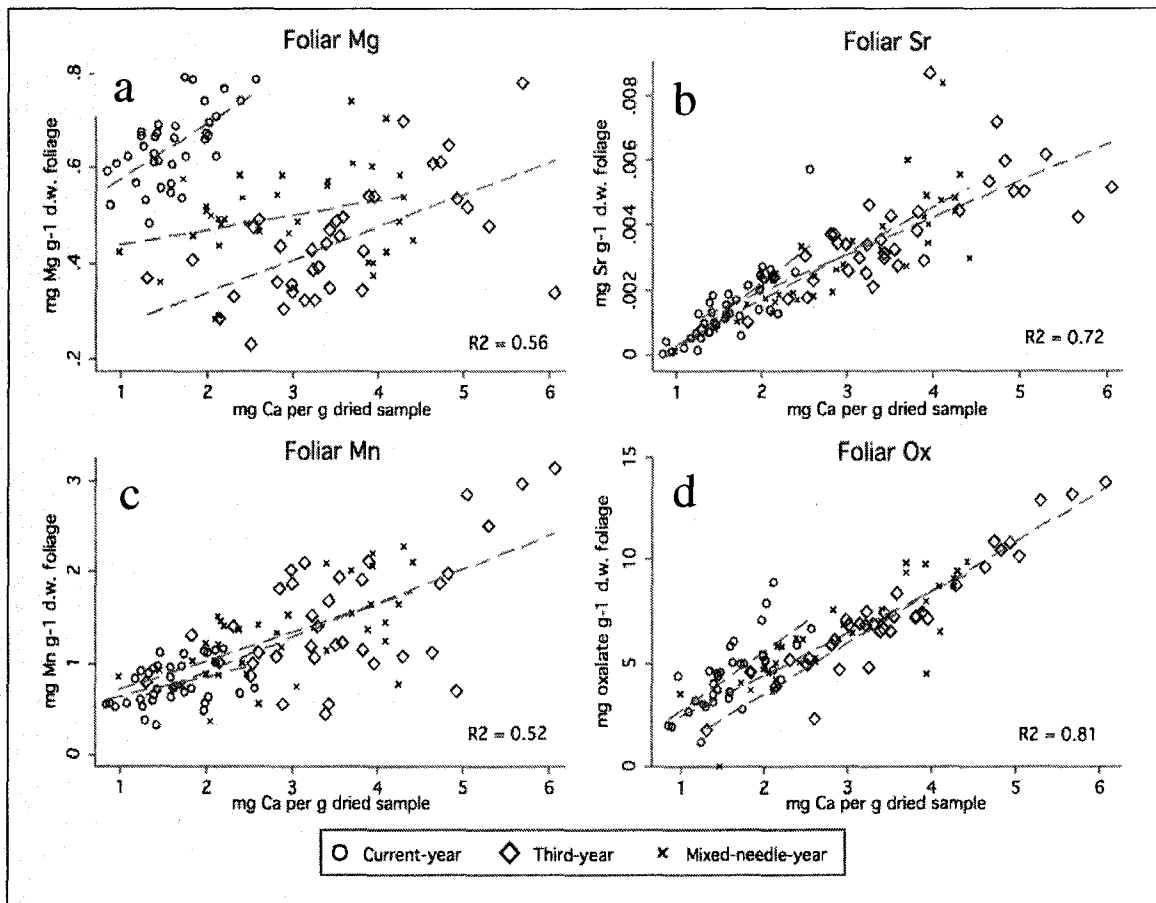 Foliar Mg
a
mg Mg g-1 d.w. foliage
.2 .4 .6 .8
R2 = 0.56
1 2 3 4 5 6
mg Ca per g dried sample
Foliar Sr
b
mg Sr g-1 d.w. foliage
0 .002 .004 .006 .008
R2 = 0.72
1 2 3 4 5 6
mg Ca per g dried sample
Foliar Mn
c
mg Mn g-1 d.w. foliage
0 1 2 3
R2 = 0.52
1 2 3 4 5 6
mg Ca per g dried sample
Foliar Ox
d
mg oxalate g-1 d.w. foliage
0 5 10 15
R2 = 0.81
1 2 3 4 5 6
mg Ca per g dried sample
Current-year Third-year Mixed-needle-year